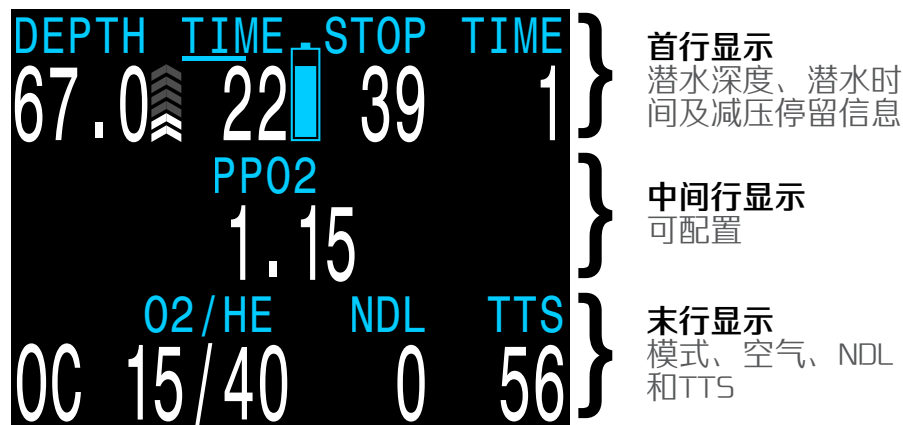 DEPTH TIME STOP TIME
67.0 22 39 1
首行显示
潜水深度、潜水时
间及减压停留信息
PPO2
1.15
中间行显示
可配置
O2/HE NDL TTS
OC 15/40 0 56
末行显示
模式、空气、NDL
和TTS